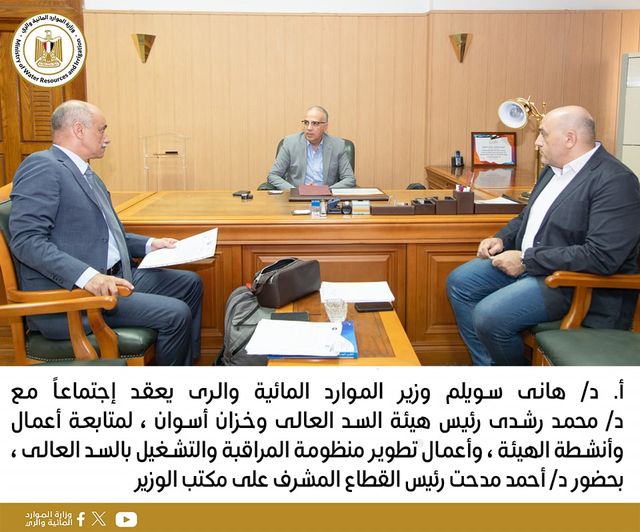 وزارة الموارد المائية والرى
Ministry of Water Resources and Irrigation
أ. د/ هانى سويلم وزير الموارد المائية والرى يعقد إجتماعاً مع
د/ محمد رشدى رئيس هيئة السد العالى وخزان أسوان ، لمتابعة أعمال
وأنشطة الهيئة ، وأعمال تطوير منظومة المراقبة والتشغيل بالسد العالى ،
بحضور د/ أحمد مدحت رئيس القطاع المشرف على مكتب الوزير
وزارة الموارد
المائية والرى